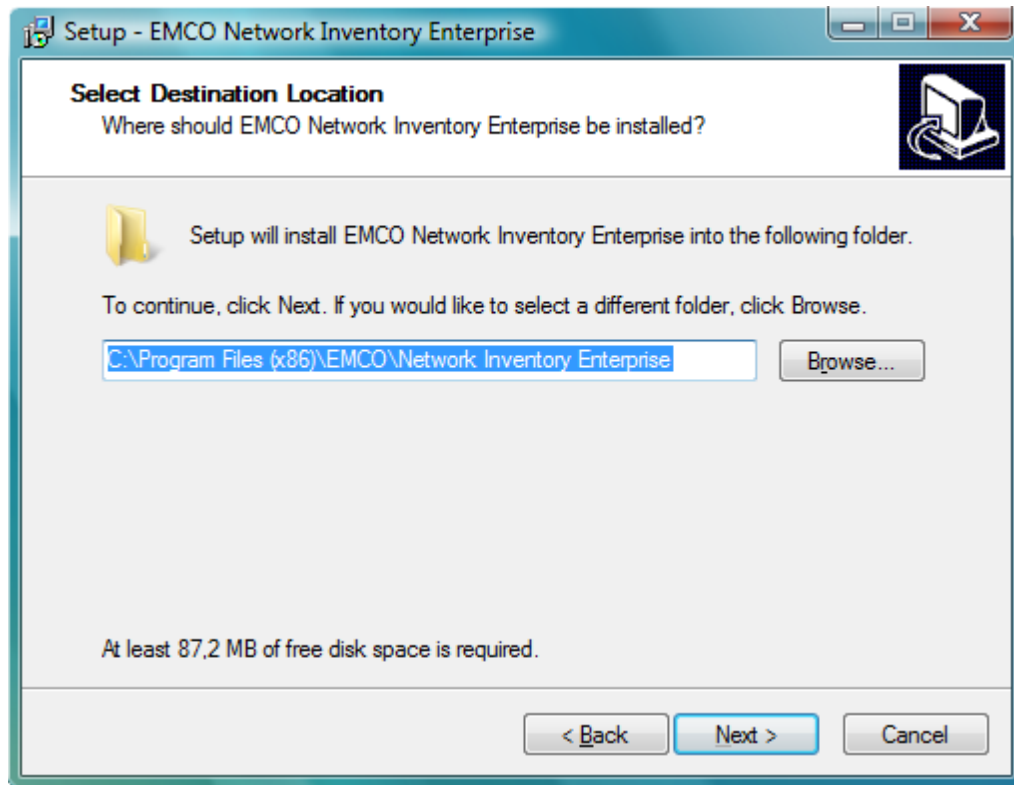 Setup - EMCO Network Inventory Enterprise
Select Destination Location
Where should EMCO Network Inventory Enterprise be installed?
Setup will install EMCO Network Inventory Enterprise into the following folder.
To continue, click Next. If you would like to select a different folder, click Browse.
C:\Program Files (x86)\EMCO\Network Inventory Enterprise
Browse...
At least 87,2 MB of free disk space is required.
< Back
Next >
Cancel